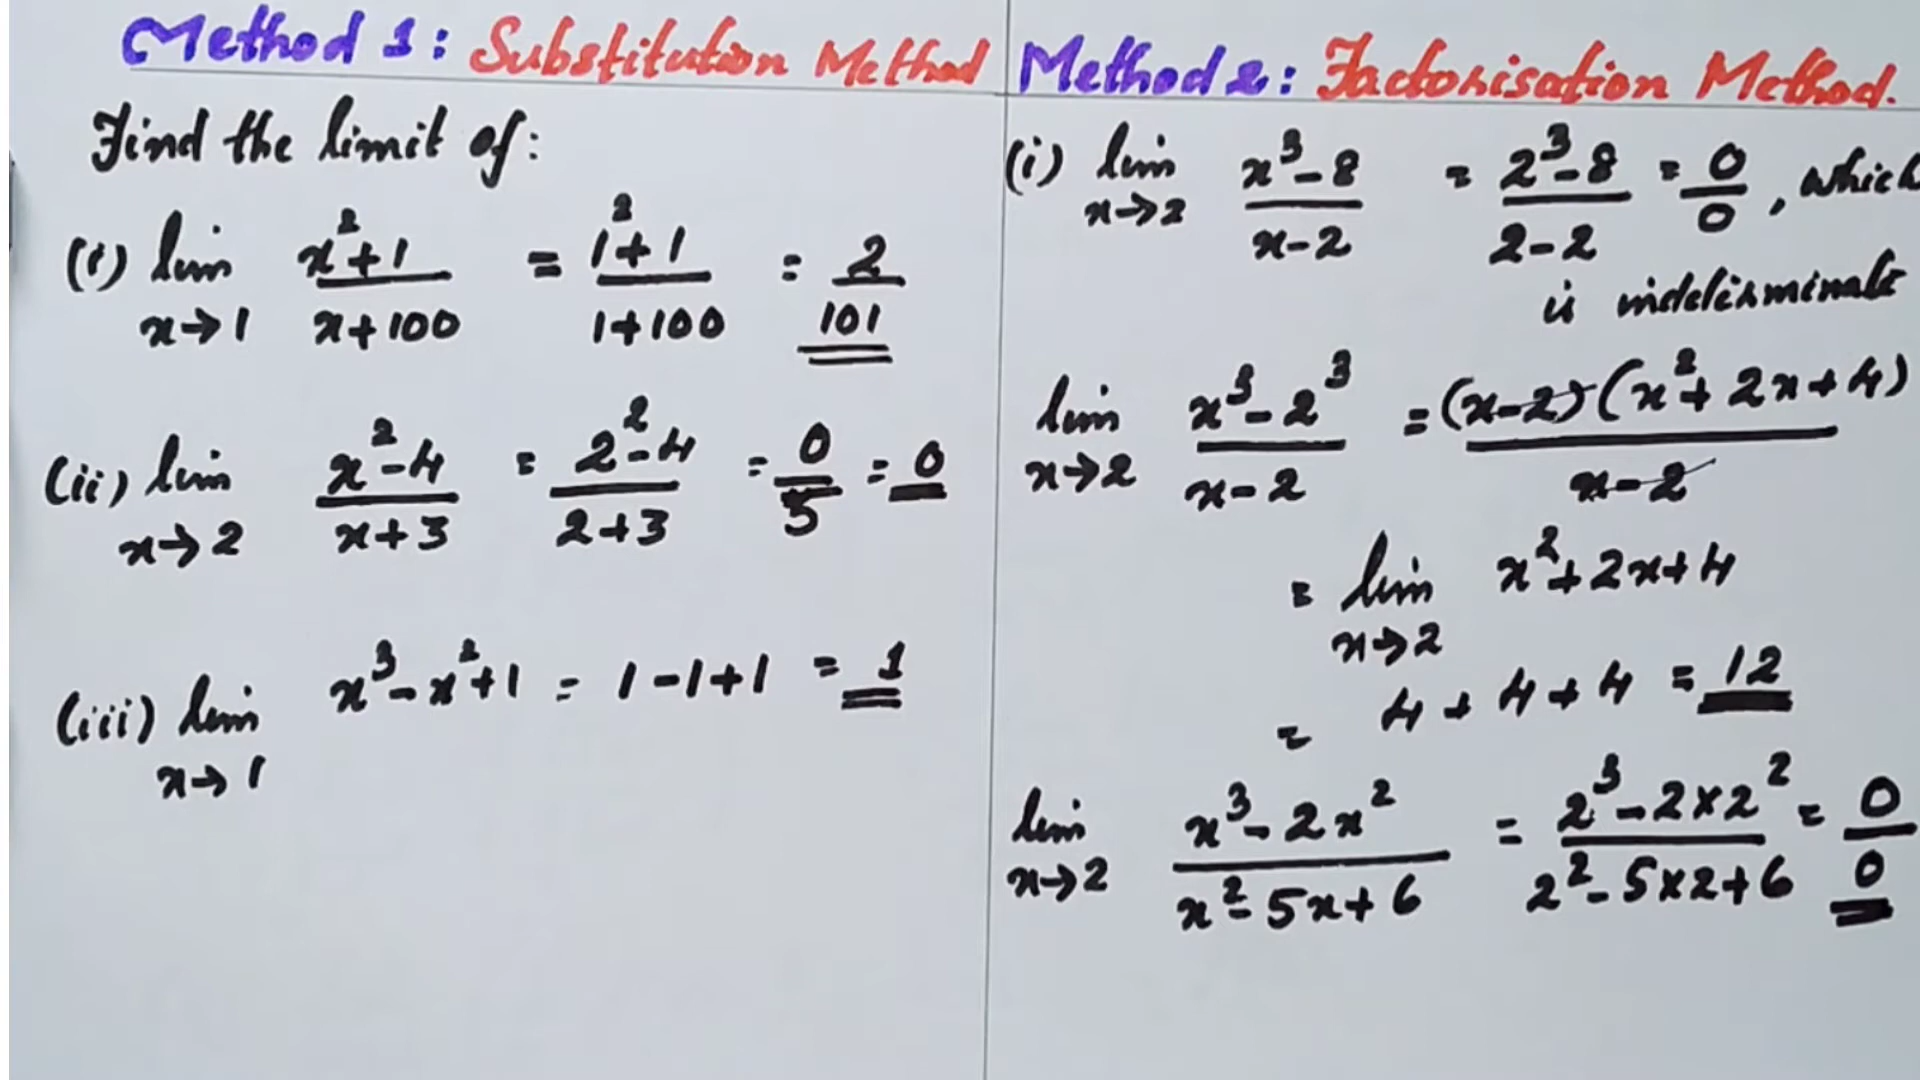 Method 1: Substitution Method
Find the limit of:
(i) lim x→1 x²+1 / x+100 = 1²+1 / 1+100 = 2 / 101
(ii) lim x→2 x²-4 / x+3 = 2²-4 / 2+3 = 0 / 5 = 0
(iii) lim x→1 x³-x²+1 = 1-1+1 = 1
Method 2: Factorisation Method.
(i) lim x→2 x³-8 / x-2 = 2³-8 / 2-2 = 0 / 0, which
is indeterminate
lim x→2 x³-2³ / x-2 = (x-2)(x²+2x+4) / x-2
= lim x→2 x²+2x+4
= 4+4+4 = 12
lim x→2 x³-2x² / x²-5x+6 = 2³-2×2² / 2²-5×2+6 = 0 / 0